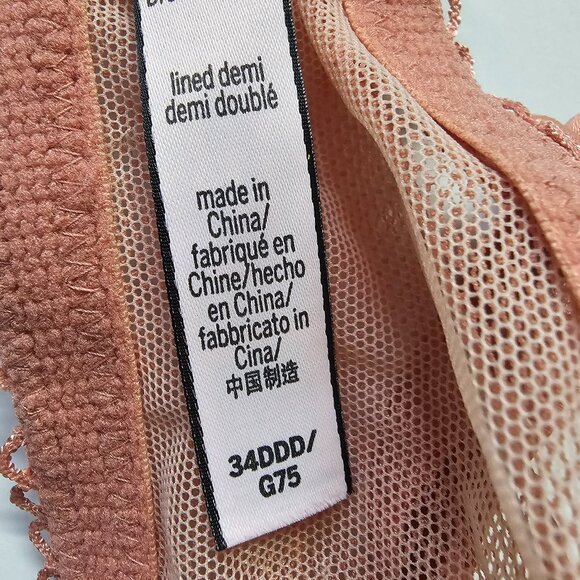 lined demi
demi doublé
made in
China/
fabriqué en
Chine/hecho
en China/
fabbricato in
Cina/
中国制造
34DDD/
G75